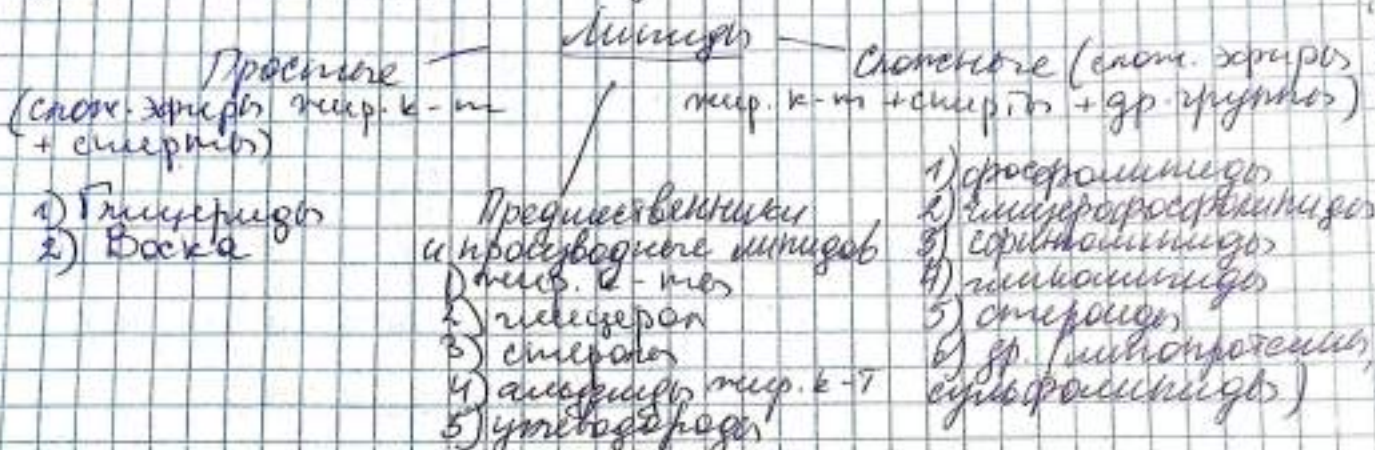 Липиды
Простые
(слож. эфиры жир. к-т
+ спирты)
1) Глицериды
2) Воска
Предшественники
и производные липидов
1) жир. к-ты
2) глицерол
3) стеролы
4) альдегиды жир. к-т
5) углеводороды
Сложные (слож. эфиры
жир. к-т + спирты + др. группы)
1) фосфолипиды
2) глицерофосфолипиды
3) сфинголипиды
4) гликолипиды
5) стероиды
6) др. (липопротеины,
сульфолипиды)